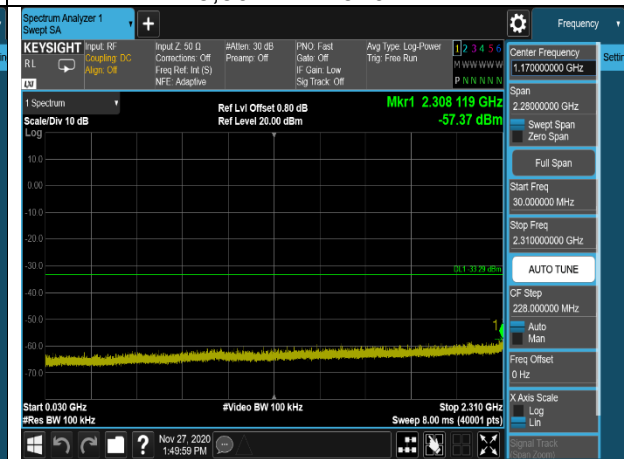 Spectrum Analyzer 1
Swept SA
Frequency
KEYSIGHT
RL
LXI
Input: RF
Coupling: DC
Align: Off
Input Z: 50 Ω
Corrections: Off
Freq Ref: Int (S)
NFE: Adaptive
#Atten: 30 dB
Preamp: Off
PNO: Fast
Gate: Off
IF Gain: Low
Sig Track: Off
Avg Type: Log-Power
Trig: Free Run
1 2 3 4 5 6
M W W W W W
P N N N N N
1 Spectrum
Scale/Div 10 dB
Log
Ref Lvl Offset 0.80 dB
Ref Level 20.00 dBm
Mkr1 2.308 119 GHz
-57.37 dBm
10.0
0.00
-10.0
-20.0
-30.0
DL1 -33.29 dBm
-40.0
-50.0
1
-60.0
-70.0
Start 0.030 GHz
#Res BW 100 kHz
#Video BW 100 kHz
Stop 2.310 GHz
Sweep 8.00 ms (40001 pts)
Nov 27, 2020
1:49:59 PM
?
Center Frequency
1.170000000 GHz
Settin
Span
2.28000000 GHz
Swept Span
Zero Span
Full Span
Start Freq
30.000000 MHz
Stop Freq
2.310000000 GHz
AUTO TUNE
CF Step
228.000000 MHz
Auto
Man
Freq Offset
0 Hz
X Axis Scale
Log
Lin
Signal Track
(Span Zoom)